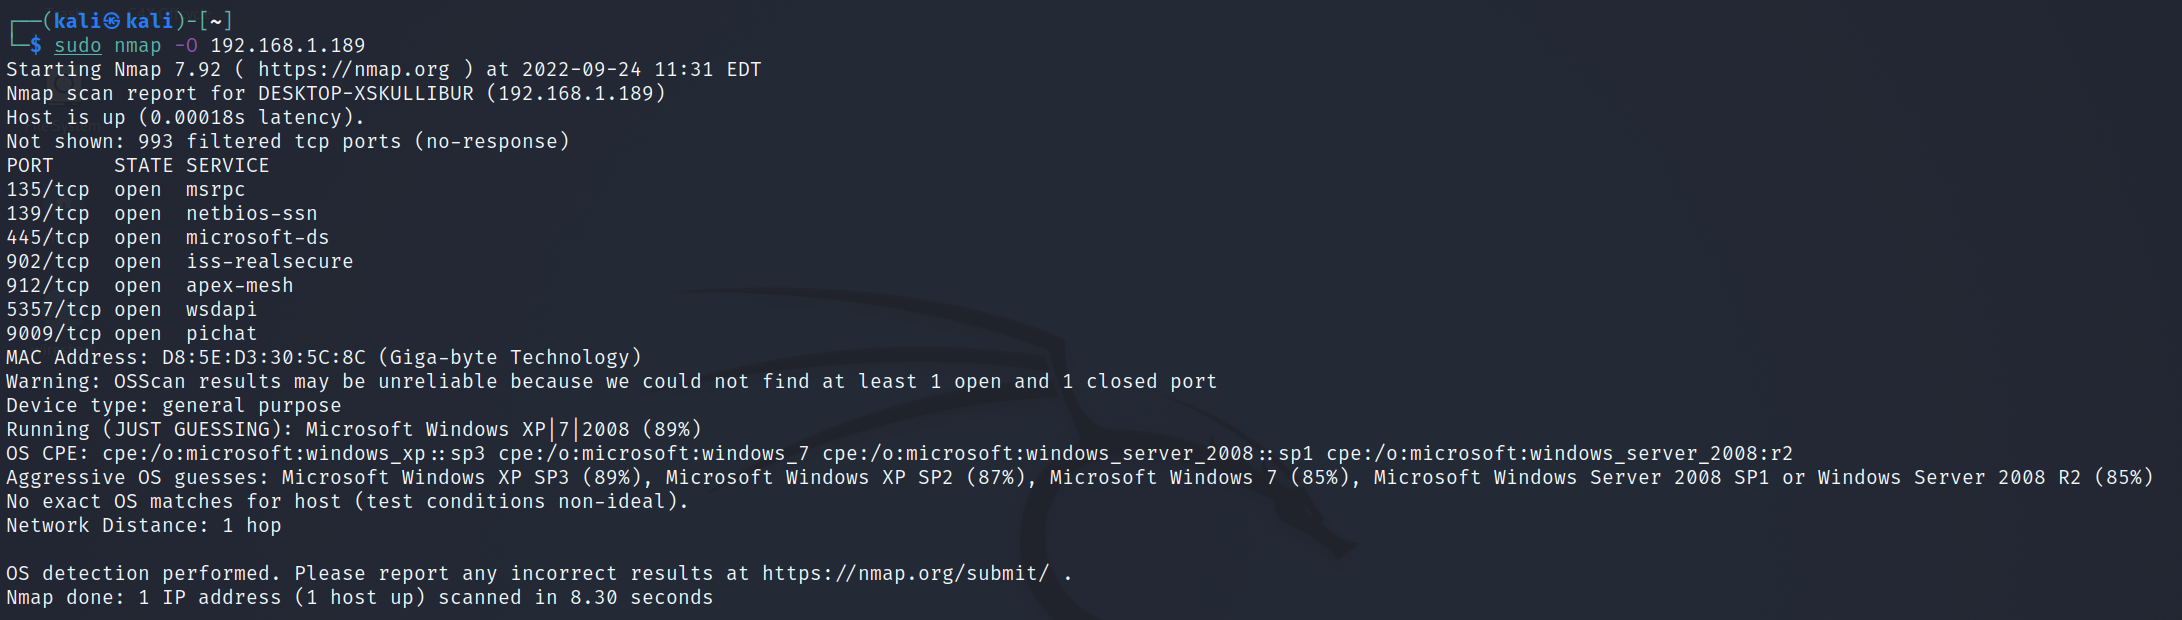 ┌──(kali㉿kali)-[~]
└─$ sudo nmap -O 192.168.1.189
Starting Nmap 7.92 ( https://nmap.org ) at 2022-09-24 11:31 EDT
Nmap scan report for DESKTOP-XSKULLIBUR (192.168.1.189)
Host is up (0.00018s latency).
Not shown: 993 filtered tcp ports (no-response)
PORT     STATE SERVICE
135/tcp  open  msrpc
139/tcp  open  netbios-ssn
445/tcp  open  microsoft-ds
902/tcp  open  iss-realsecure
912/tcp  open  apex-mesh
5357/tcp open  wsdapi
9009/tcp open  pichat
MAC Address: D8:5E:D3:30:5C:8C (Giga-byte Technology)
Warning: OSScan results may be unreliable because we could not find at least 1 open and 1 closed port
Device type: general purpose
Running (JUST GUESSING): Microsoft Windows XP|7|2008 (89%)
OS CPE: cpe:/o:microsoft:windows_xp::sp3 cpe:/o:microsoft:windows_7 cpe:/o:microsoft:windows_server_2008::sp1 cpe:/o:microsoft:windows_server_2008:r2
Aggressive OS guesses: Microsoft Windows XP SP3 (89%), Microsoft Windows XP SP2 (87%), Microsoft Windows 7 (85%), Microsoft Windows Server 2008 SP1 or Windows Server 2008 R2 (85%)
No exact OS matches for host (test conditions non-ideal).
Network Distance: 1 hop

OS detection performed. Please report any incorrect results at https://nmap.org/submit/ .
Nmap done: 1 IP address (1 host up) scanned in 8.30 seconds